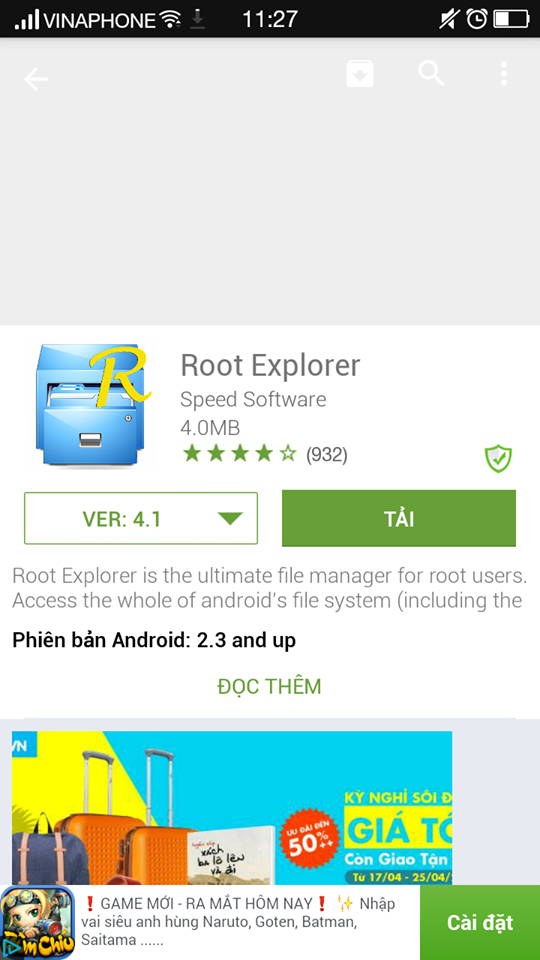 VINAPHONE 11:27
R
Root Explorer
Speed Software
4.0MB
(932)
VER: 4.1
TẢI
Root Explorer is the ultimate file manager for root users.
Access the whole of android's file system (including the
Phiên bản Android: 2.3 and up
ĐỌC THÊM
VN
KỲ NGHỈ SÔI Đ
ƯU ĐÃI ĐẾN
50%++
GIÁ TỐ
Còn Giao Tận
Từ 17/04 - 25/04/
xách
ba lô lên
và đi
❗ GAME MỚI - RA MẮT HÔM NAY❗ ✨ Nhập
vai siêu anh hùng Naruto, Goten, Batman,
Saitama ......
Cài đặt